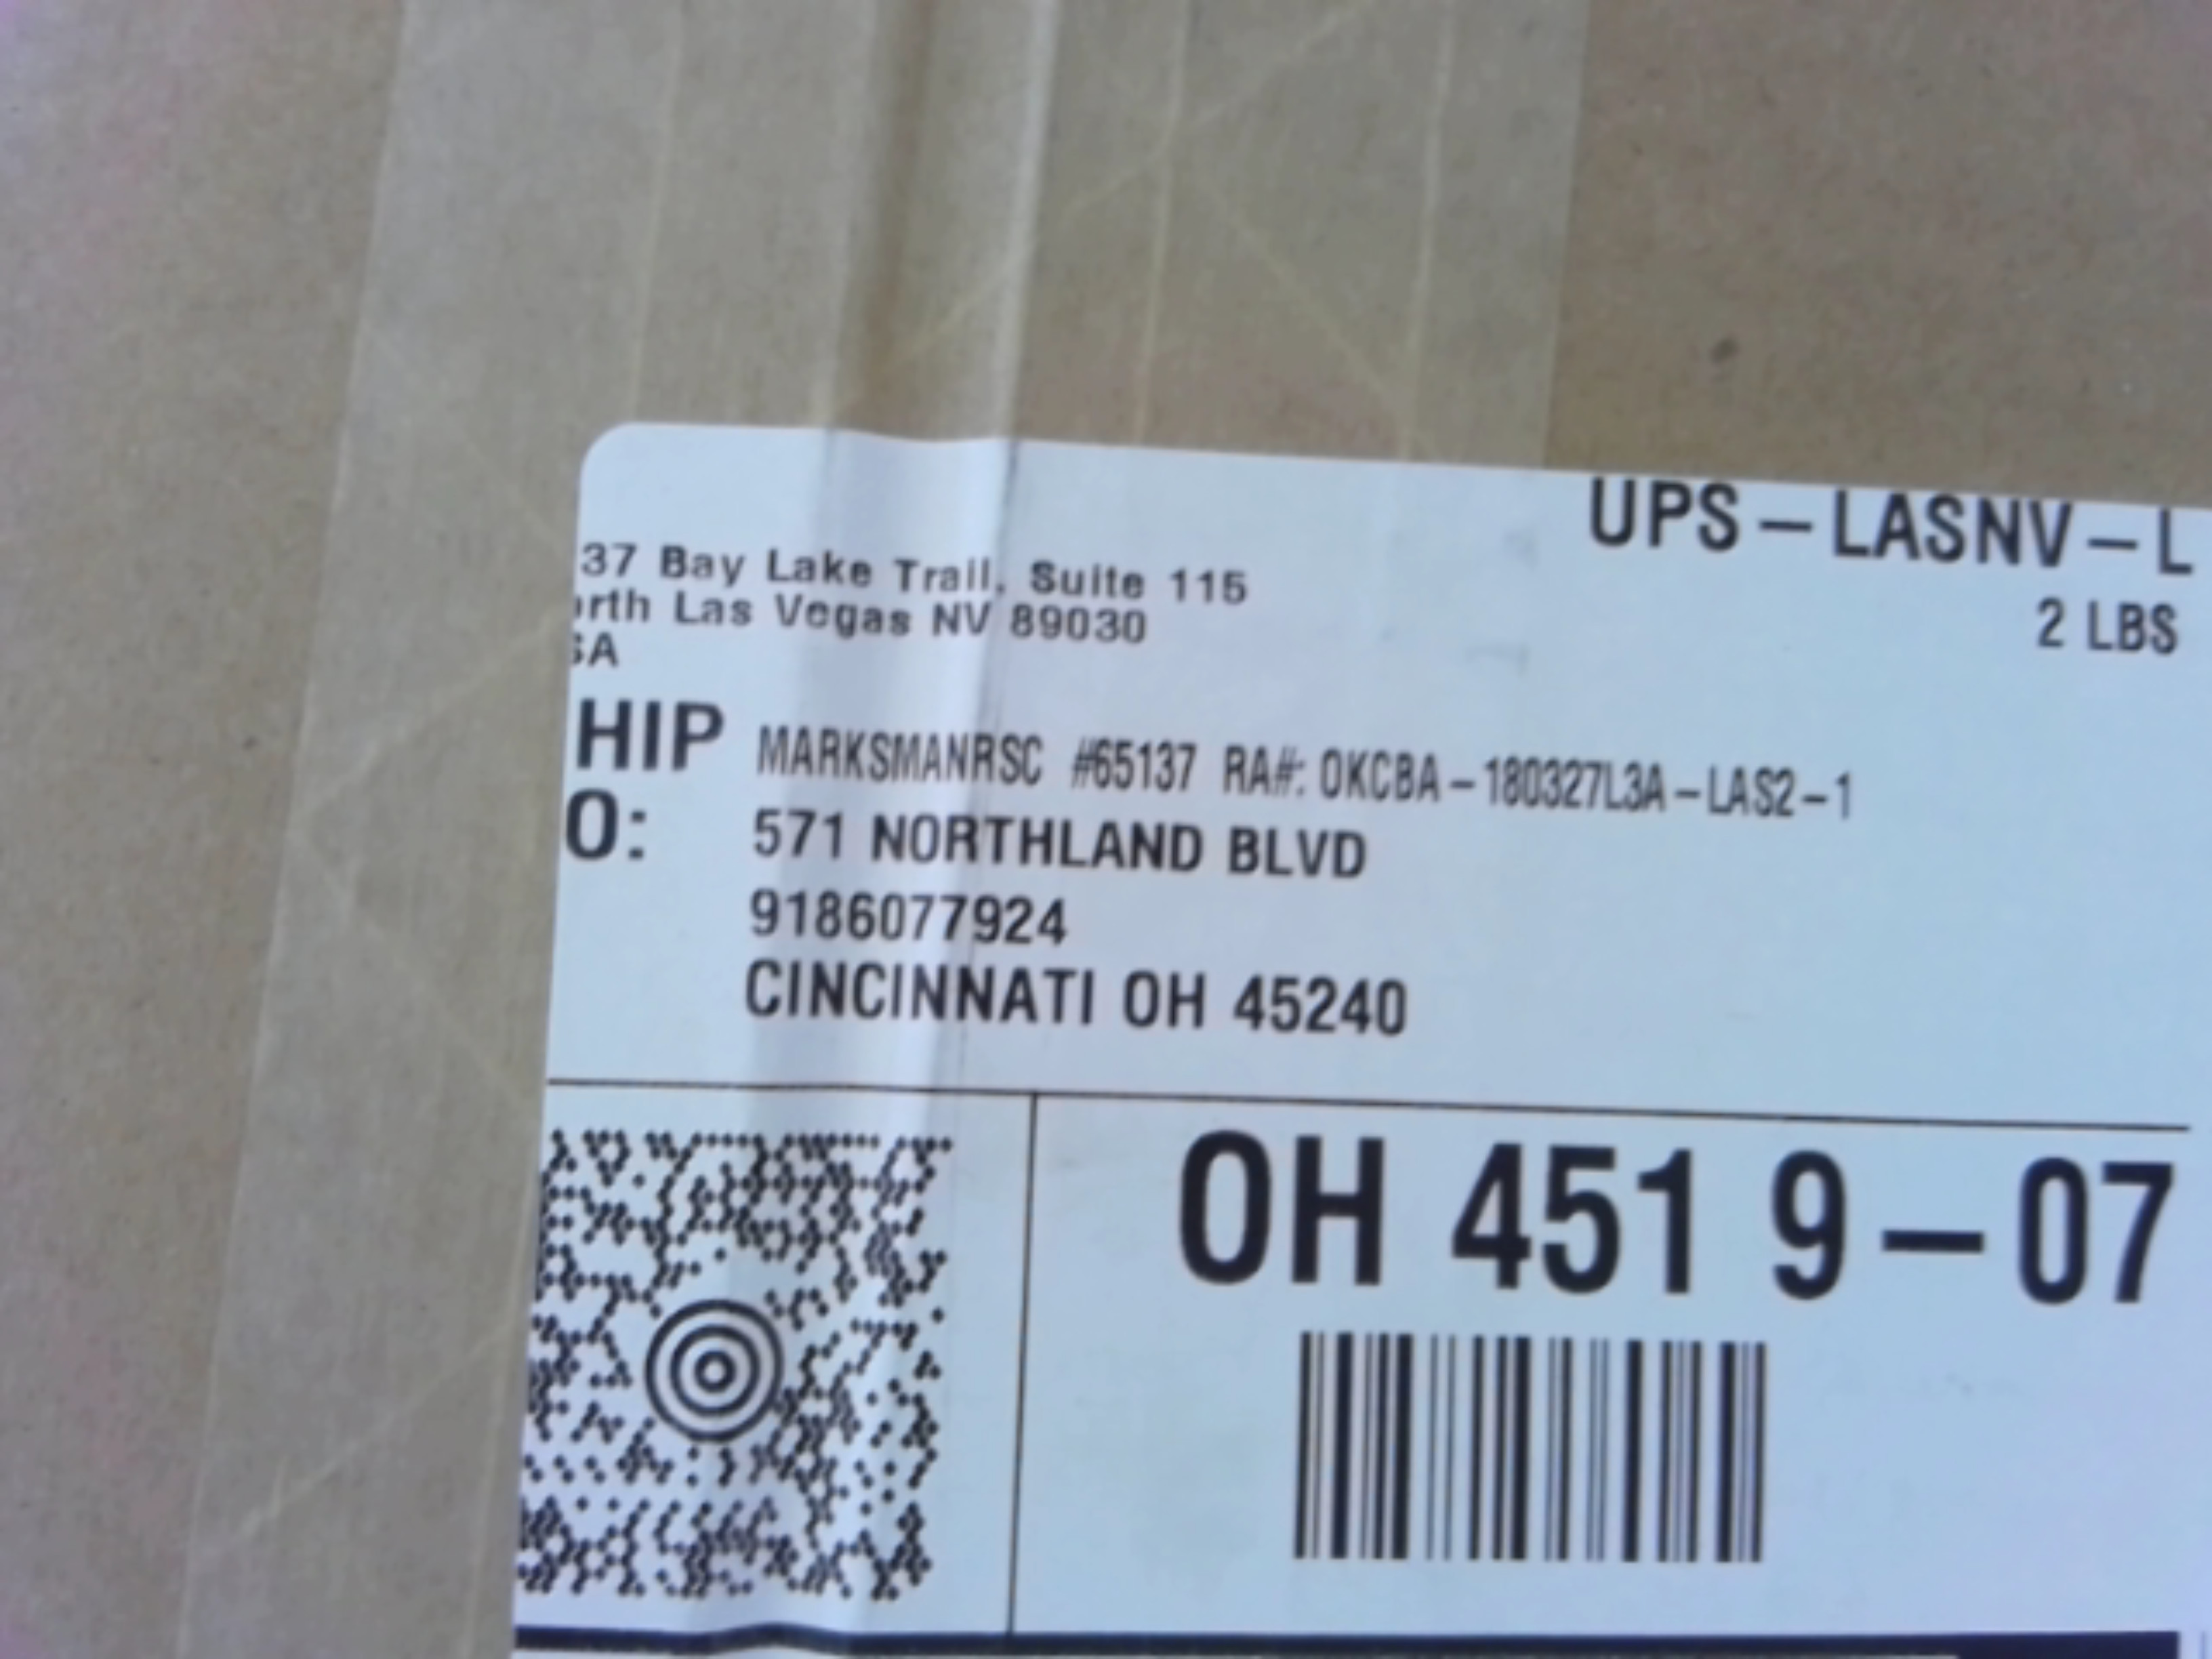 UPS – LASNV – L
37 Bay Lake Trail, Suite 115
rth Las Vegas NV 89030
SA
2 LBS
HIP
O:
MARKSMANRSC #65137 RA#: OKCBA – 180327L3A – LAS2 – 1
571 NORTHLAND BLVD
9186077924
CINCINNATI OH 45240
OH 451 9 – 07